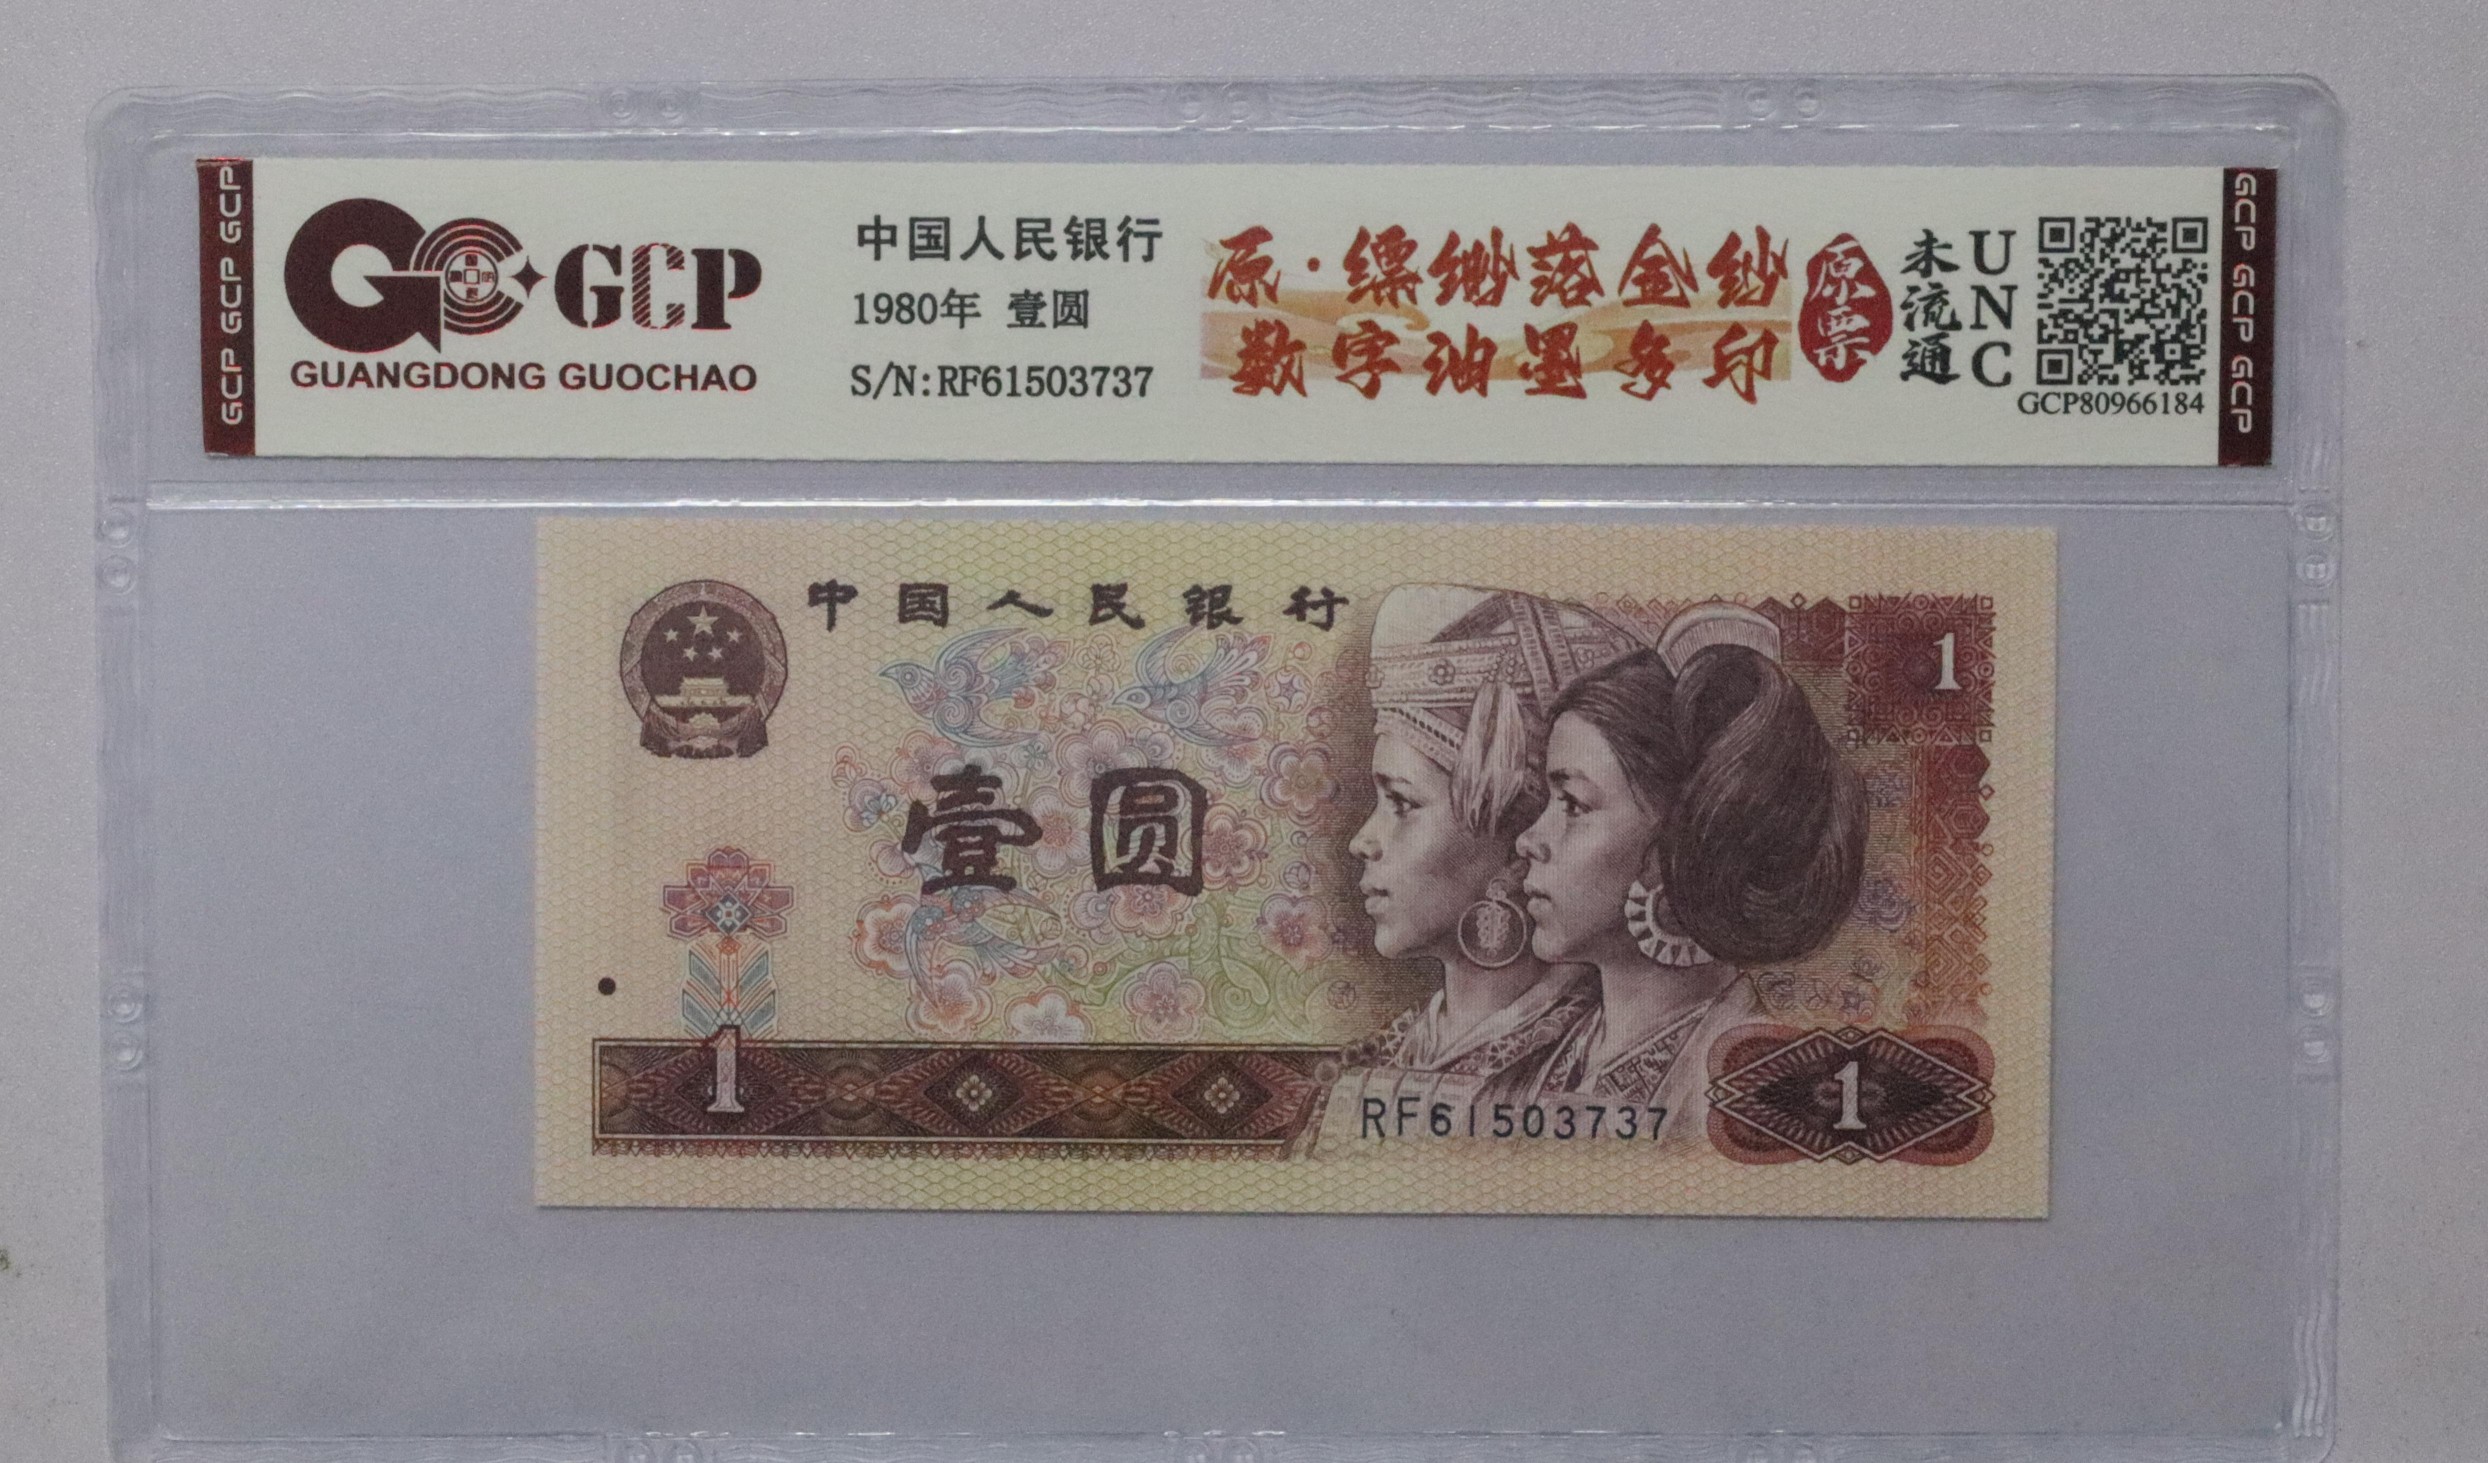 GCP GCP GCP
GCP
GUANGDONG GUOCHAO
中国人民银行
1980年 壹圆
S/N:RF61503737
原·缥缈落金纱
数字油墨多印
原票
未流通
UNC
GCP80966184
GCP GCP GCP
中国人民银行
1
壹圆
1
RF61503737
1